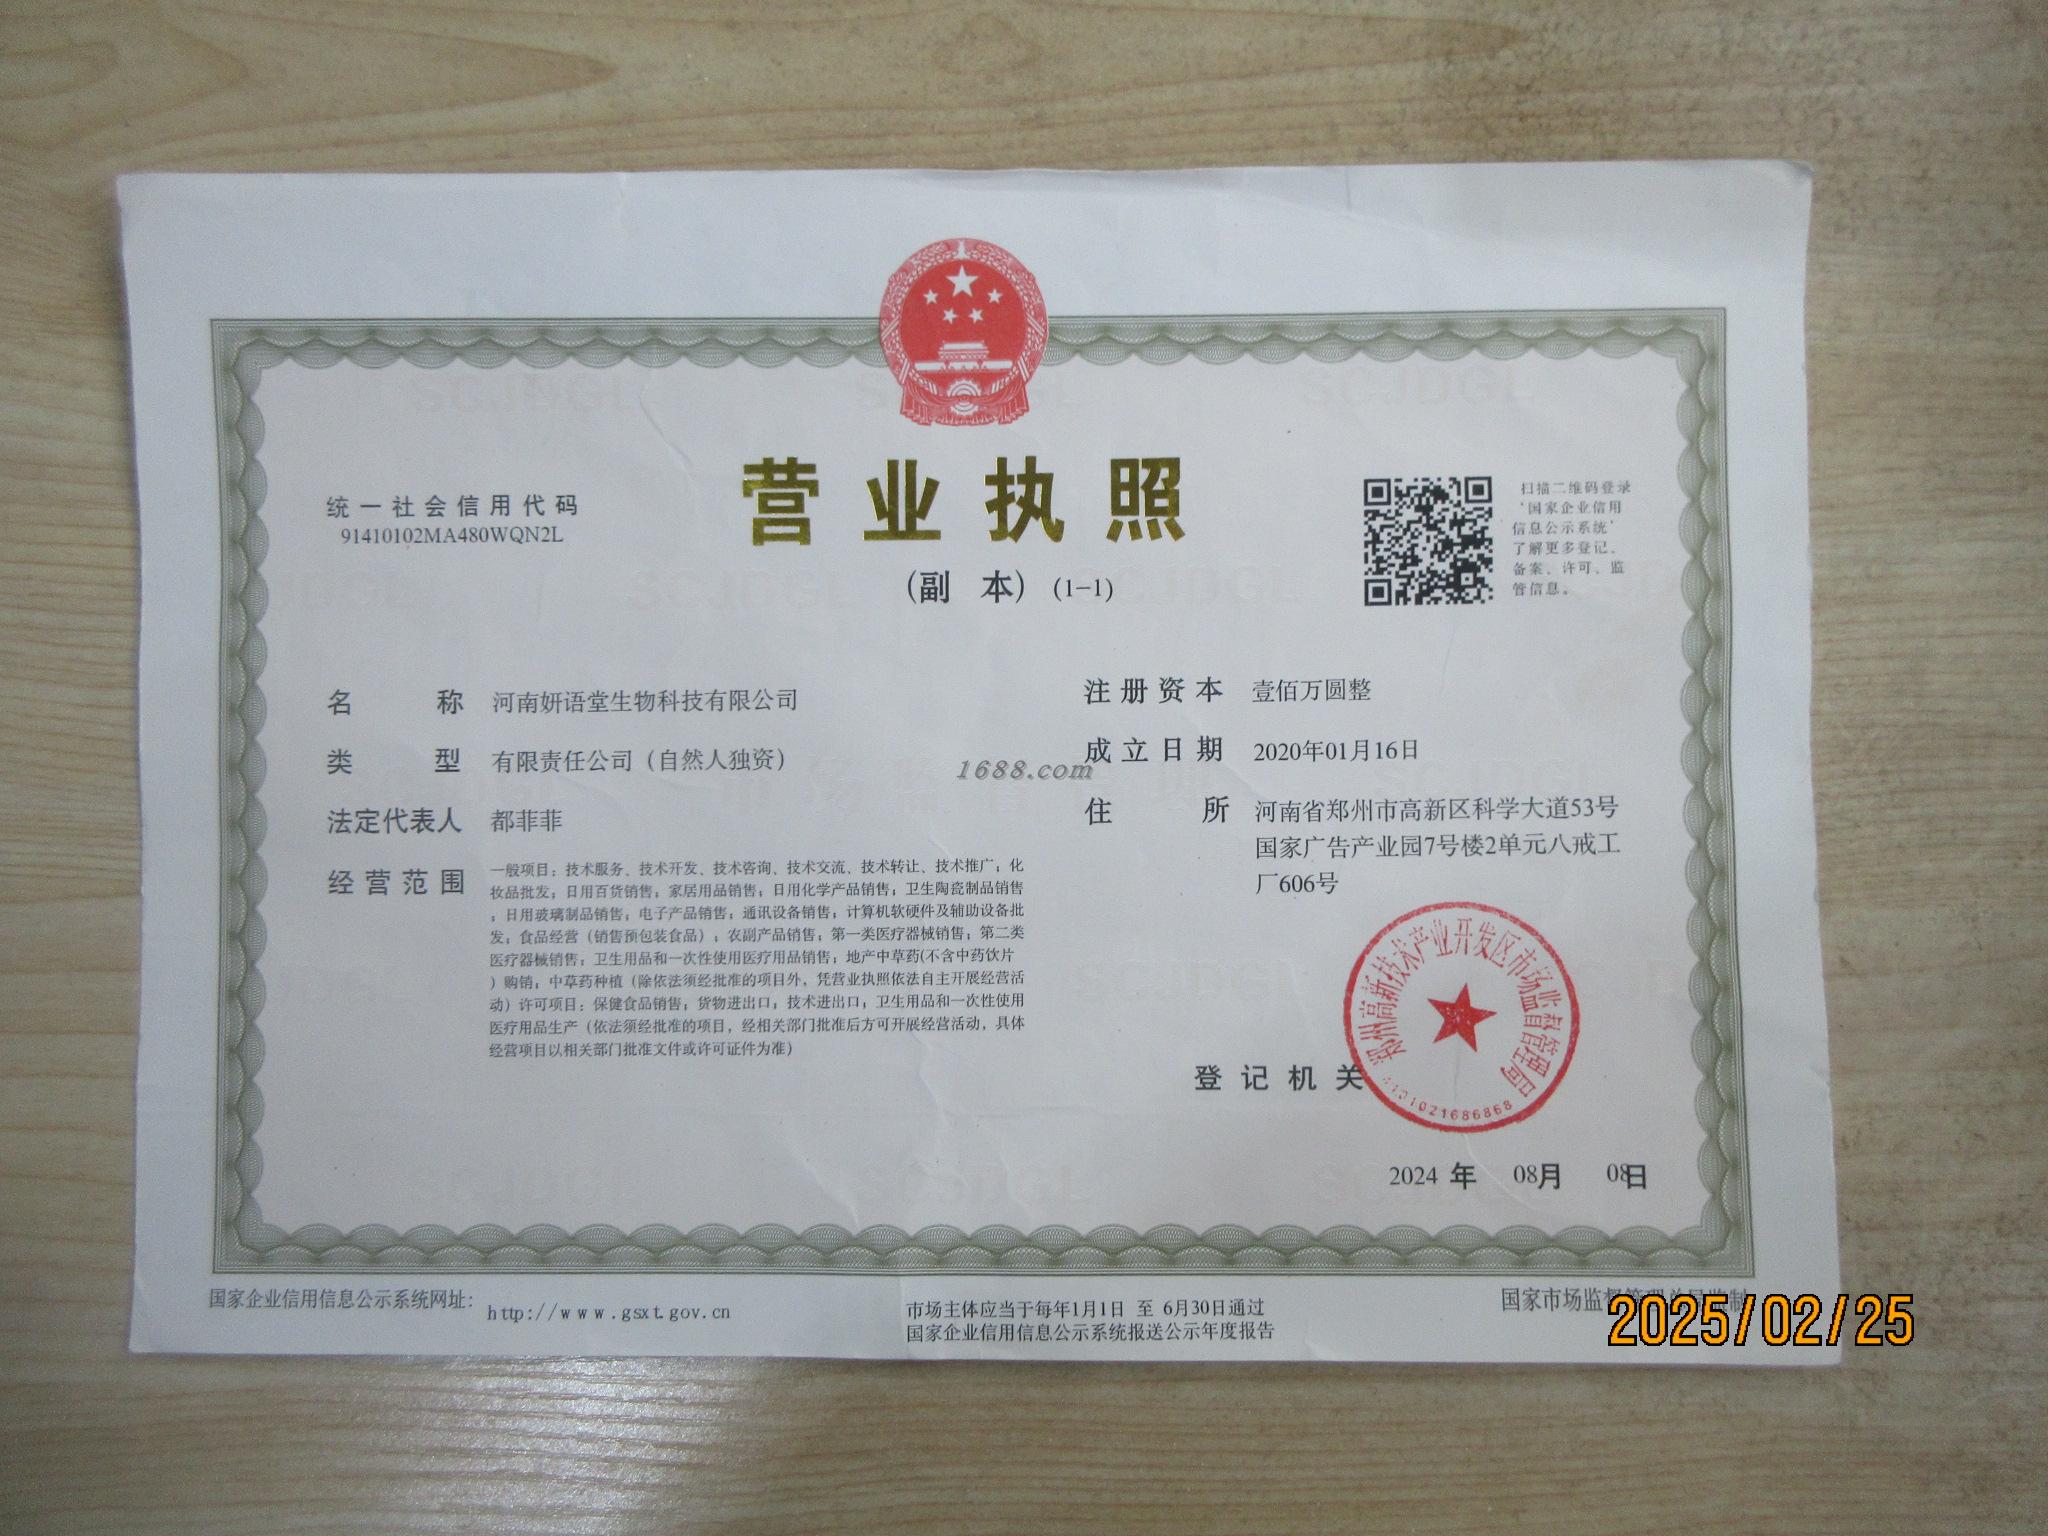 营业执照
(副 本) (1-1)
统一社会信用代码
91410102MA480WQN2L
扫描二维码登录
'国家企业信用
信息公示系统'
了解更多登记、
备案、许可、监
管信息。
名 称 河南妍语堂生物科技有限公司
类 型 有限责任公司（自然人独资）
法定代表人 都菲菲
经营范围 一般项目：技术服务、技术开发、技术咨询、技术交流、技术转让、技术推广；化
妆品批发；日用百货销售；家居用品销售；日用化学产品销售；卫生陶瓷制品销售
；日用玻璃制品销售；电子产品销售；通讯设备销售；计算机软硬件及辅助设备批
发；食品经营（销售预包装食品）；农副产品销售；第一类医疗器械销售；第二类
医疗器械销售；卫生用品和一次性使用医疗用品销售；地产中草药(不含中药饮片
）购销；中草药种植（除依法须经批准的项目外，凭营业执照依法自主开展经营活
动）许可项目：保健食品销售；货物进出口；技术进出口；卫生用品和一次性使用
医疗用品生产（依法须经批准的项目，经相关部门批准后方可开展经营活动，具体
经营项目以相关部门批准文件或许可证件为准）
注册资本 壹佰万圆整
成立日期 2020年01月16日
住 所 河南省郑州市高新区科学大道53号
国家广告产业园7号楼2单元八戒工
厂606号
1688.com
登记机关
郑州高新技术产业开发区市场监督管理局
4101021686868
2024 年 08月 08日
国家企业信用信息公示系统网址：http://www.gsxt.gov.cn
市场主体应当于每年1月1日 至 6月30日通过
国家企业信用信息公示系统报送公示年度报告
国家市场监督管理总局监制
2025/02/25